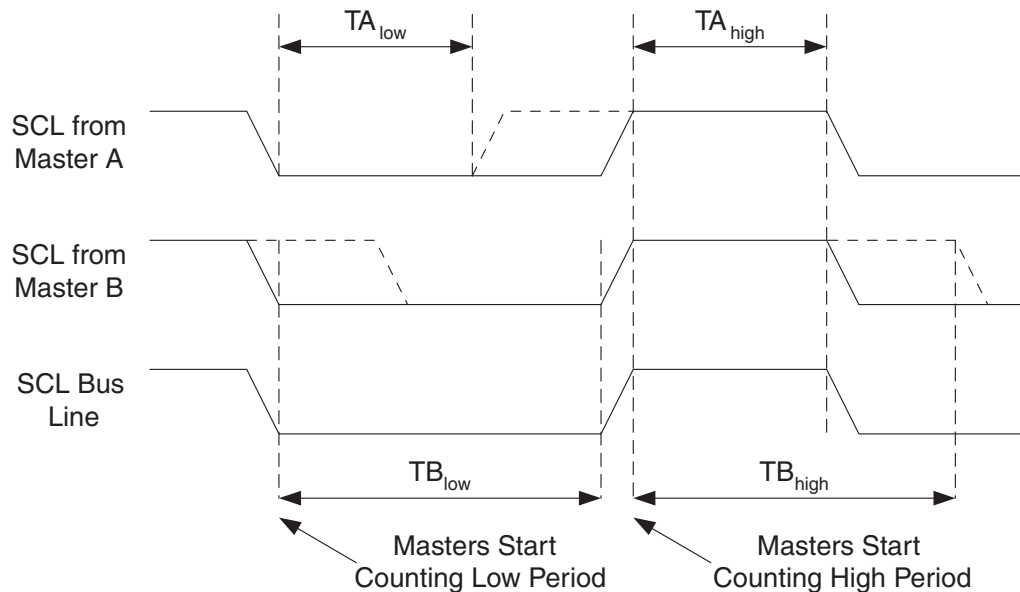 TA low
TA high
SCL from
Master A
SCL from
Master B
SCL Bus
Line
TB low
TB high
Masters Start
Counting Low Period
Masters Start
Counting High Period